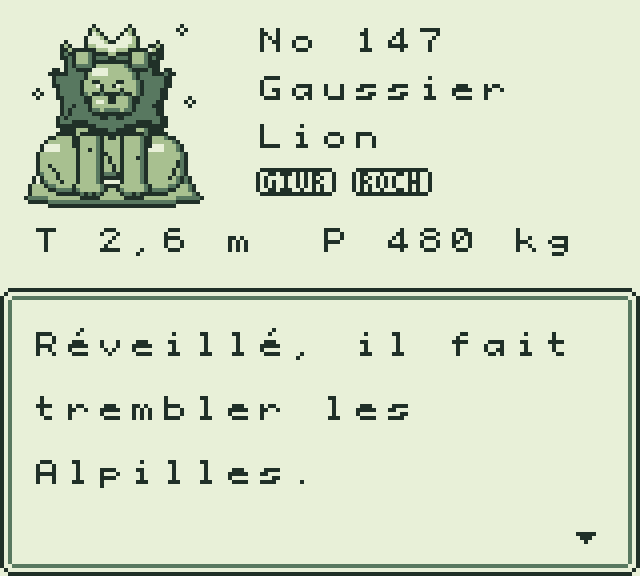 No 147
Gaussier
Lion
GIVR ROCH
T 2,6 m P 480 kg
Réveillé, il fait
trembler les
Alpilles.